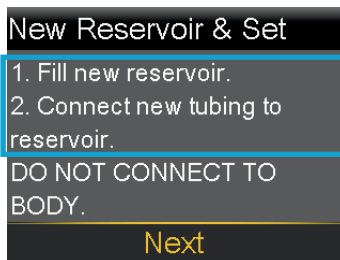 New Reservoir & Set
1. Fill new reservoir.
2. Connect new tubing to
reservoir.
DO NOT CONNECT TO
BODY.
Next